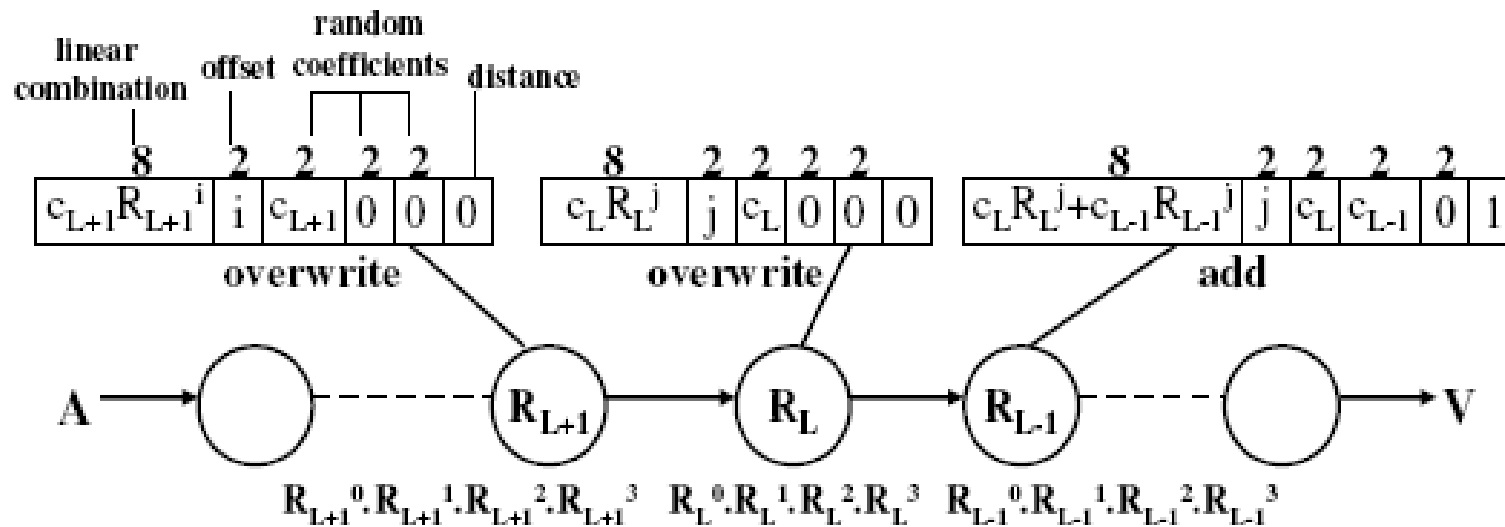 random
linear offset coefficients distance
combination
8 2 2 2 2 8 2 2 2 2 8 2 2 2 2
c_{L+1}R_{L+1}^i i c_{L+1} 0 0 0 c_L R_L^j j c_L 0 0 0 c_L R_L^j+c_{L-1}R_{L-1}^j j c_L c_{L-1} 0 1
overwrite overwrite add
A R_{L+1} R_L R_{L-1} V
R_{L+1}^0.R_{L+1}^1.R_{L+1}^2.R_{L+1}^3 R_L^0.R_L^1.R_L^2.R_L^3 R_{L-1}^0.R_{L-1}^1.R_{L-1}^2.R_{L-1}^3